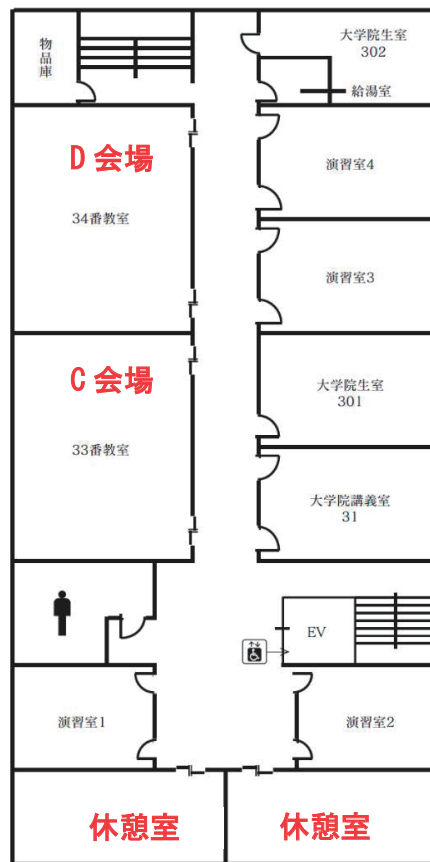 物品庫
大学院生室
302
給湯室
D 会場
34番教室
演習室4
演習室3
C 会場
33番教室
大学院生室
301
大学院講義室
31
EV
演習室1
演習室2
休憩室
休憩室